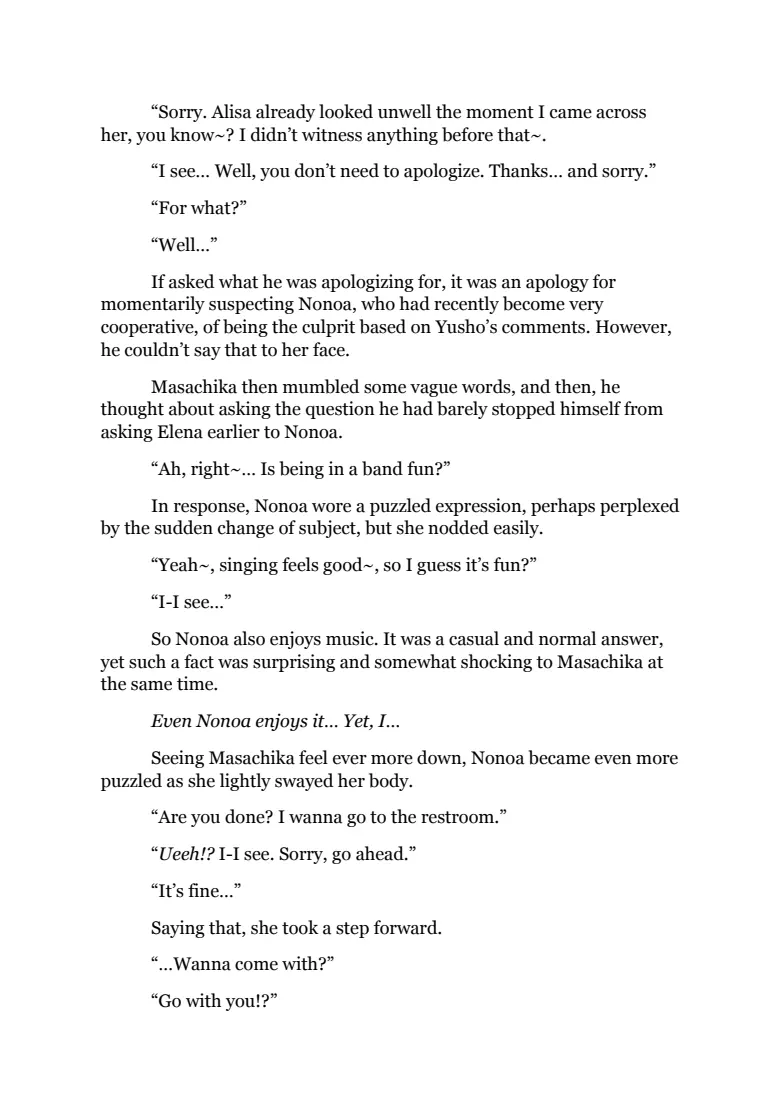 “Sorry. Alisa already looked unwell the moment I came across
her, you know~? I didn’t witness anything before that~.
“I see... Well, you don’t need to apologize. Thanks... and sorry.”
“For what?”
“Well...”
If asked what he was apologizing for, it was an apology for
momentarily suspecting Nonoa, who had recently become very
cooperative, of being the culprit based on Yusho’s comments. However,
he couldn’t say that to her face.
Masachika then mumbled some vague words, and then, he
thought about asking the question he had barely stopped himself from
asking Elena earlier to Nonoa.
“Ah, right~... Is being in a band fun?”
In response, Nonoa wore a puzzled expression, perhaps perplexed
by the sudden change of subject, but she nodded easily.
“Yeah~, singing feels good~, so I guess it’s fun?”
“I-I see...”
So Nonoa also enjoys music. It was a casual and normal answer,
yet such a fact was surprising and somewhat shocking to Masachika at
the same time.
Even Nonoa enjoys it... Yet, I...
Seeing Masachika feel ever more down, Nonoa became even more
puzzled as she lightly swayed her body.
“Are you done? I wanna go to the restroom.”
“Ueeh!? I-I see. Sorry, go ahead.”
“It’s fine...”
Saying that, she took a step forward.
“...Wanna come with?”
“Go with you!?”